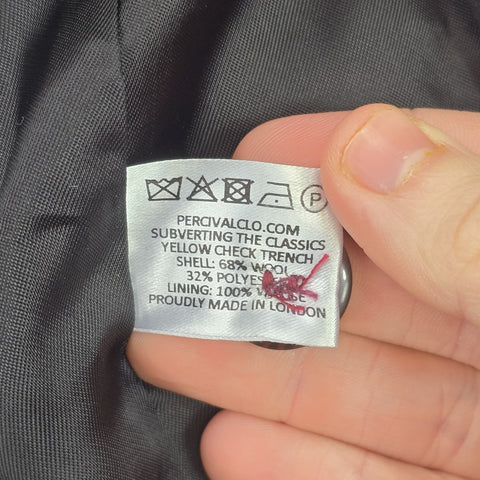 P
PERCIVALCLO.COM
SUBVERTING THE CLASSICS
YELLOW CHECK TRENCH
SHELL: 68% WOOL
32%
LINING: 100%
PROUDLY MADE IN LONDON